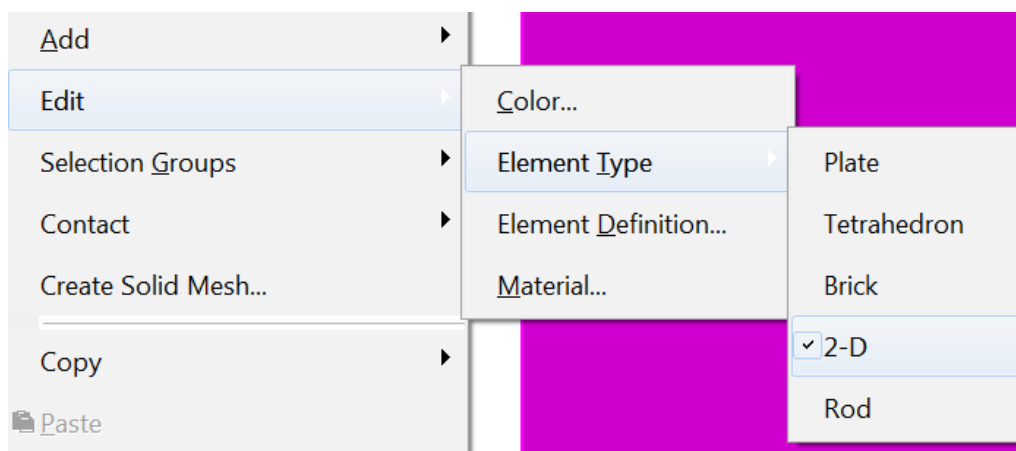 Add
Edit
Selection Groups
Contact
Create Solid Mesh...
Copy
Paste
Color...
Element Type
Element Definition...
Material...
Plate
Tetrahedron
Brick
2-D
Rod